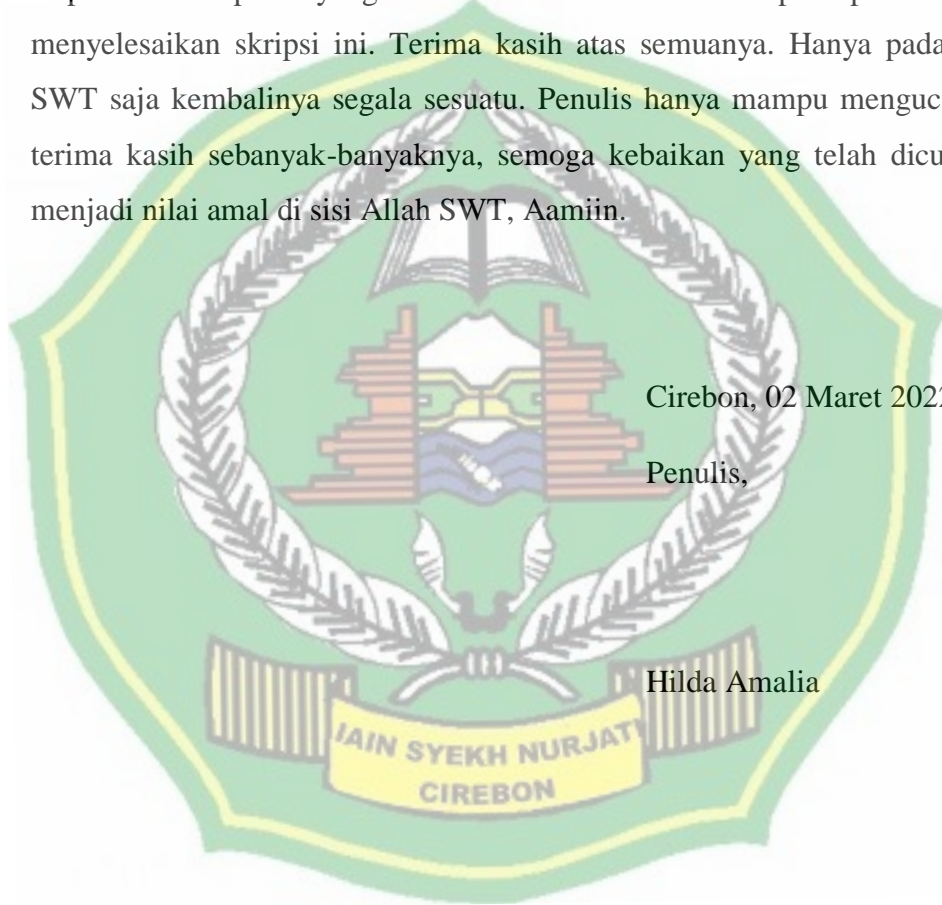 menyelesaikan skripsi ini. Terima kasih atas semuanya. Hanya pada
SWT saja kembalinya segala sesuatu. Penulis hanya mampu menguc
terima kasih sebanyak-banyaknya, semoga kebaikan yang telah dicu
menjadi nilai amal di sisi Allah SWT, Aamiin.
Cirebon, 02 Maret 202
Penulis,
Hilda Amalia
IAIN SYEKH NURJATI
CIREBON